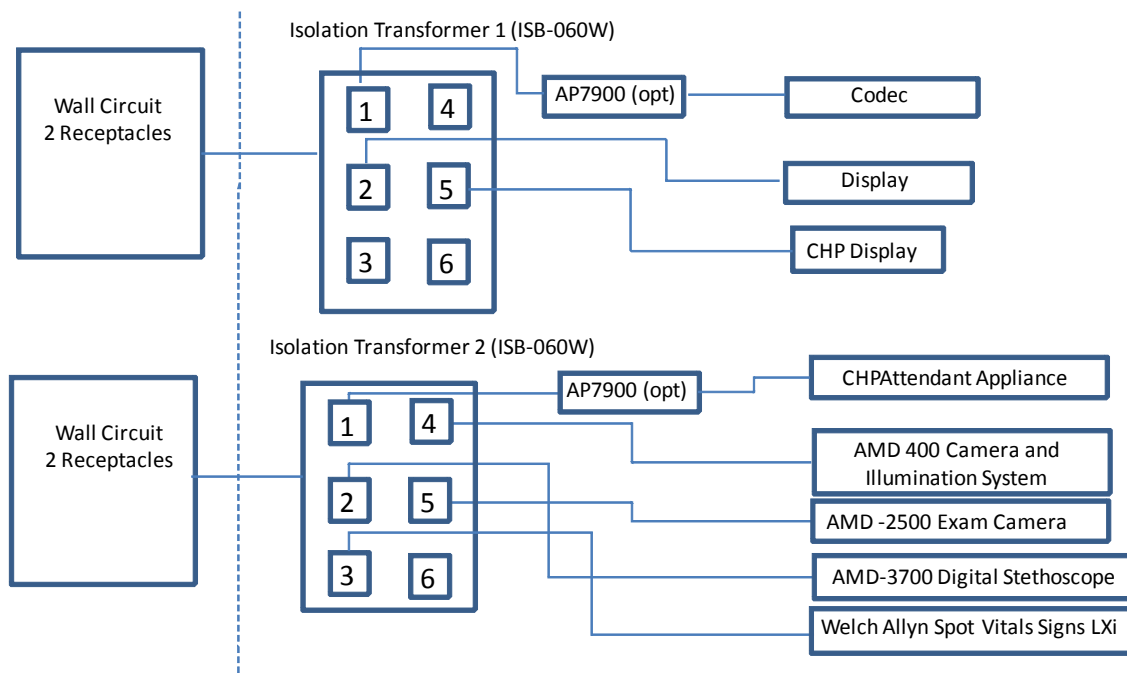 Isolation Transformer 1 (ISB-060W)
Wall Circuit
2 Receptacles
1
4
2
5
3
6
AP7900 (opt)
Codec
Display
CHP Display
Isolation Transformer 2 (ISB-060W)
Wall Circuit
2 Receptacles
1
4
2
5
3
6
AP7900 (opt)
CHPAttendant Appliance
AMD 400 Camera and
Illumination System
AMD -2500 Exam Camera
AMD-3700 Digital Stethoscope
Welch Allyn Spot Vitals Signs LXi